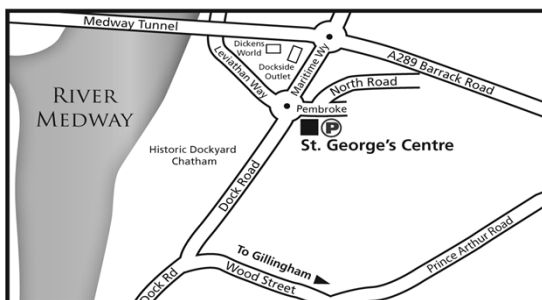 Medway Tunnel
Dickens
World
Dockside
Outlet
Maritime Wy
Leviathan Way
A289 Barrack Road
North Road
Pembroke
P
St. George's Centre
RIVER
MEDWAY
Historic Dockyard
Chatham
Dock Road
To Gillingham
Wood Street
Prince Arthur Road
Dock Rd